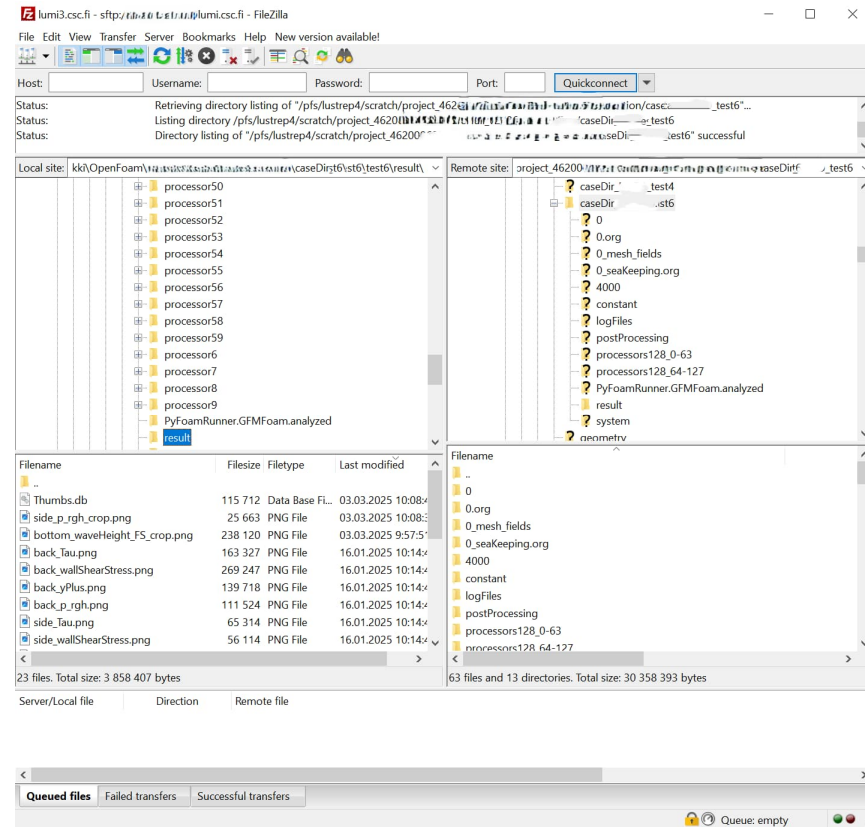 lumi3.csc.fi - sftp:/ lumi.csc.fi - FileZilla
File Edit View Transfer Server Bookmarks Help New version available!
Host: Username: Password: Port: Quickconnect
Status: Retrieving directory listing of "/pfs/lustrep4/scratch/project_462 _test6"...
Status: Listing directory /pfs/lustrep4/scratch/project_4620 /caseDir e_test6
Status: Directory listing of "/pfs/lustrep4/scratch/project_46200 _test6" successful
Local site: kki\OpenFoam\ \caseDir t6\st6\test6\result\
Remote site: project_46200 _test6
processor50
processor51
processor52
processor53
processor54
processor55
processor56
processor57
processor58
processor59
processor6
processor7
processor8
processor9
PyFoamRunner.GFMFoam.analyzed
result
caseDir_ _test4
caseDir st6
0
0.org
0_mesh_fields
0_seaKeeping.org
4000
constant
logFiles
postProcessing
processors128_0-63
processors128_64-127
PyFoamRunner.GFMFoam.analyzed
result
system
geometry
Filename Filesize Filetype Last modified
..
Thumbs.db 115 712 Data Base Fi... 03.03.2025 10:08:4
side_p_rgh_crop.png 25 663 PNG File 03.03.2025 10:08:
bottom_waveHeight_FS_crop.png 238 120 PNG File 03.03.2025 9:57:5
back_Tau.png 163 327 PNG File 16.01.2025 10:14:4
back_wallShearStress.png 269 247 PNG File 16.01.2025 10:14:4
back_yPlus.png 139 718 PNG File 16.01.2025 10:14:4
back_p_rgh.png 111 524 PNG File 16.01.2025 10:14:4
side_Tau.png 65 314 PNG File 16.01.2025 10:14:4
side_wallShearStress.png 56 114 PNG File 16.01.2025 10:14:4
23 files. Total size: 3 858 407 bytes
Filename
..
0
0.org
0_mesh_fields
0_seaKeeping.org
4000
constant
logFiles
postProcessing
processors128_0-63
processors128_64-127
63 files and 13 directories. Total size: 30 358 393 bytes
Server/Local file Direction Remote file
Queued files Failed transfers Successful transfers
Queue: empty